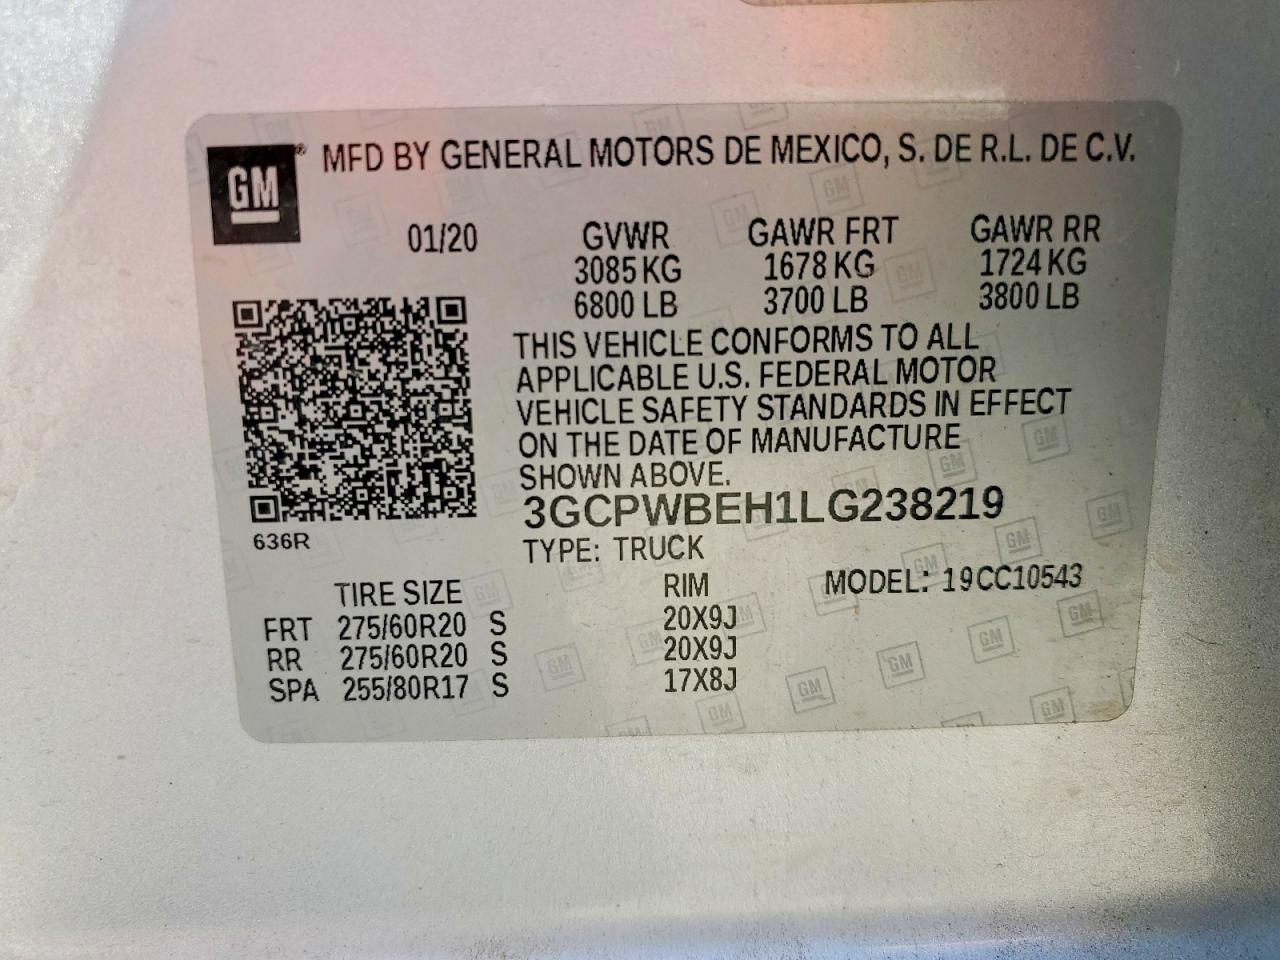 GM® MFD BY GENERAL MOTORS DE MEXICO, S. DE R.L. DE C.V.
01/20 GVWR GAWR FRT GAWR RR
3085 KG 1678 KG 1724 KG
6800 LB 3700 LB 3800 LB
THIS VEHICLE CONFORMS TO ALL
APPLICABLE U.S. FEDERAL MOTOR
VEHICLE SAFETY STANDARDS IN EFFECT
ON THE DATE OF MANUFACTURE
SHOWN ABOVE.
3GCPWBEH1LG238219
636R
TYPE: TRUCK
TIRE SIZE RIM MODEL: 19CC10543
FRT 275/60R20 S 20X9J
RR 275/60R20 S 20X9J
SPA 255/80R17 S 17X8J